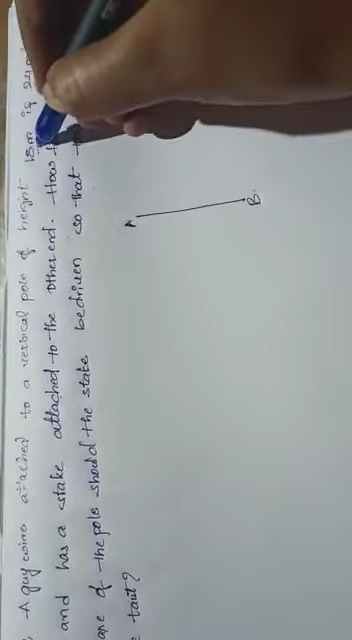 A guy wire attached to a vertical pole of height 18m is 24m
and has a stake attached to the other end. How
of the pole should the stake be driven so that
taut?
A
B